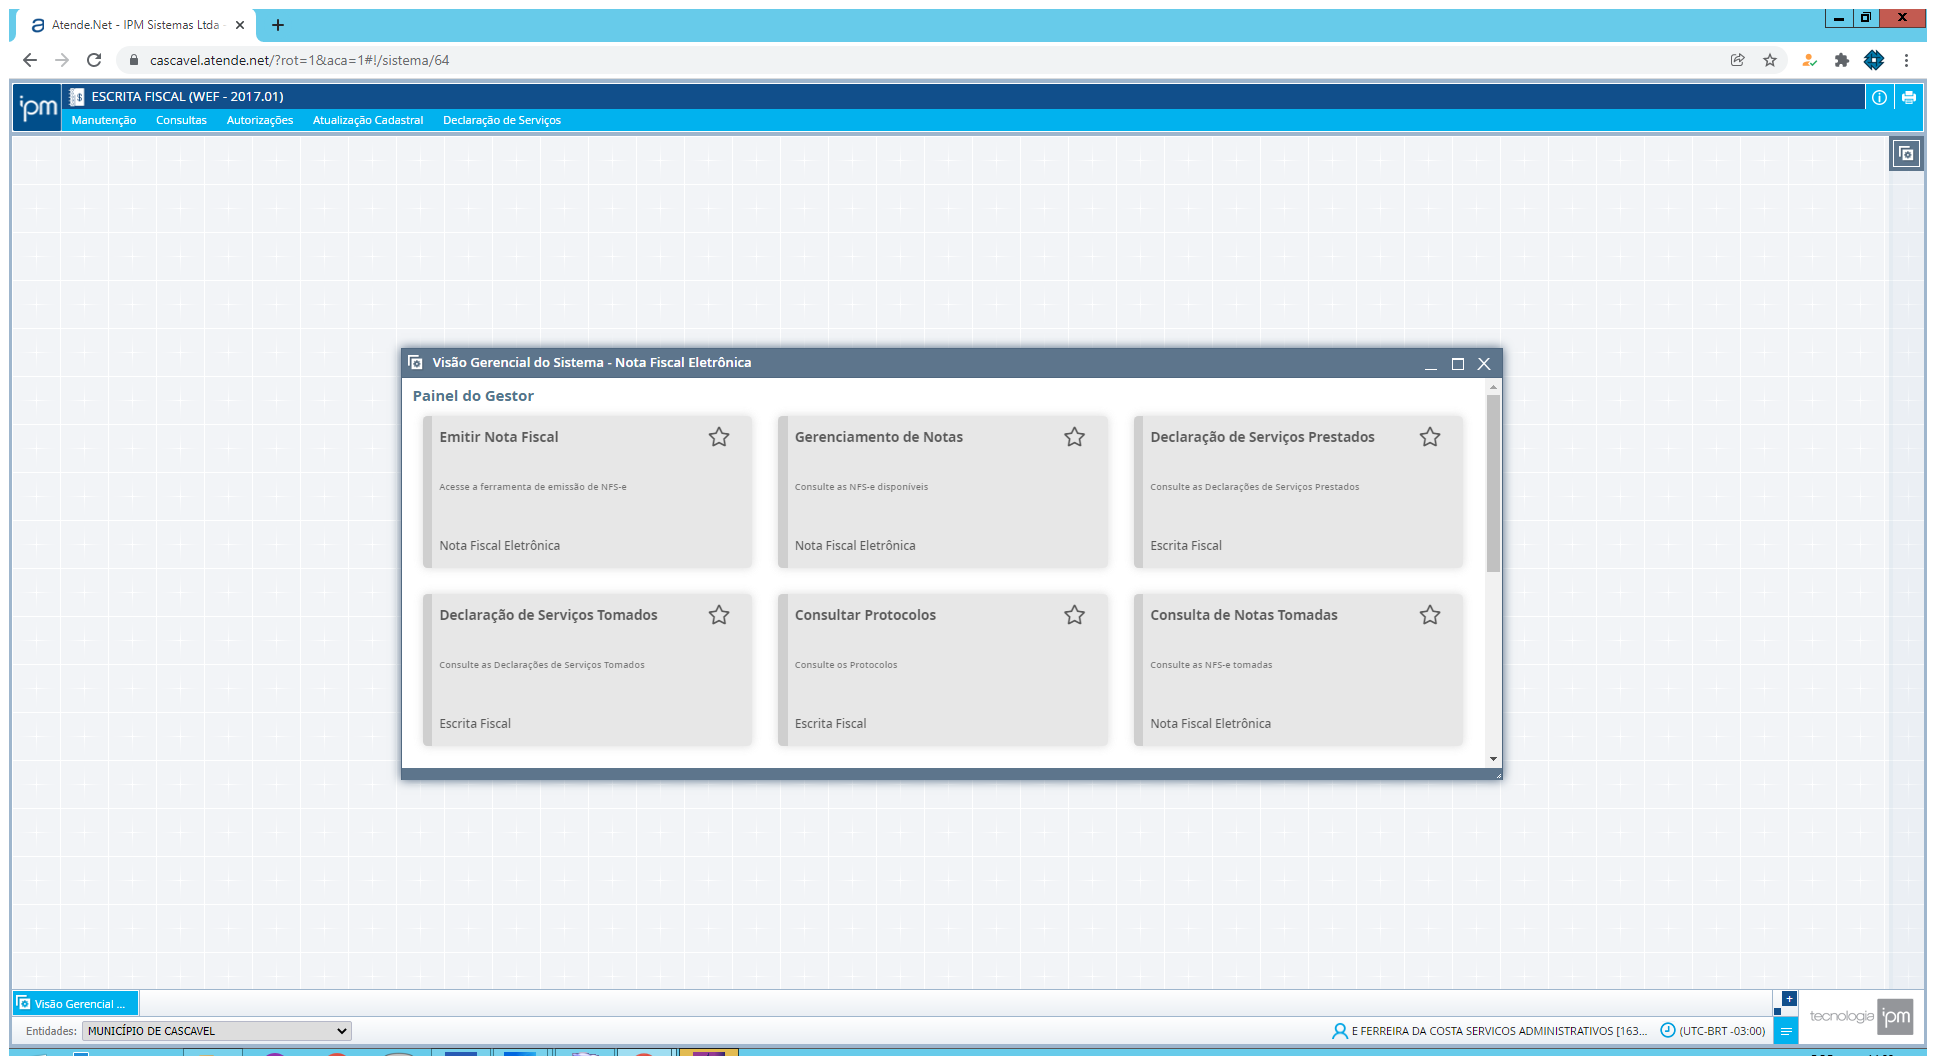 Atende.Net - IPM Sistemas Ltda
cascavel.atende.net/?rot=1&aca=1#!/sistema/64
ipm
ESCRITA FISCAL (WEF - 2017.01)
Manutenção Consultas Autorizações Atualização Cadastral Declaração de Serviços
Visão Gerencial do Sistema - Nota Fiscal Eletrônica
Painel do Gestor
Emitir Nota Fiscal
Acesse a ferramenta de emissão de NFS-e
Nota Fiscal Eletrônica
Gerenciamento de Notas
Consulte as NFS-e disponíveis
Nota Fiscal Eletrônica
Declaração de Serviços Prestados
Consulte as Declarações de Serviços Prestados
Escrita Fiscal
Declaração de Serviços Tomados
Consulte as Declarações de Serviços Tomados
Escrita Fiscal
Consultar Protocolos
Consulte os Protocolos
Escrita Fiscal
Consulta de Notas Tomadas
Consulte as NFS-e tomadas
Nota Fiscal Eletrônica
Visão Gerencial ...
Entidades: MUNICÍPIO DE CASCAVEL
E FERREIRA DA COSTA SERVICOS ADMINISTRATIVOS [163... (UTC-BRT -03:00)
tecnologia ipm